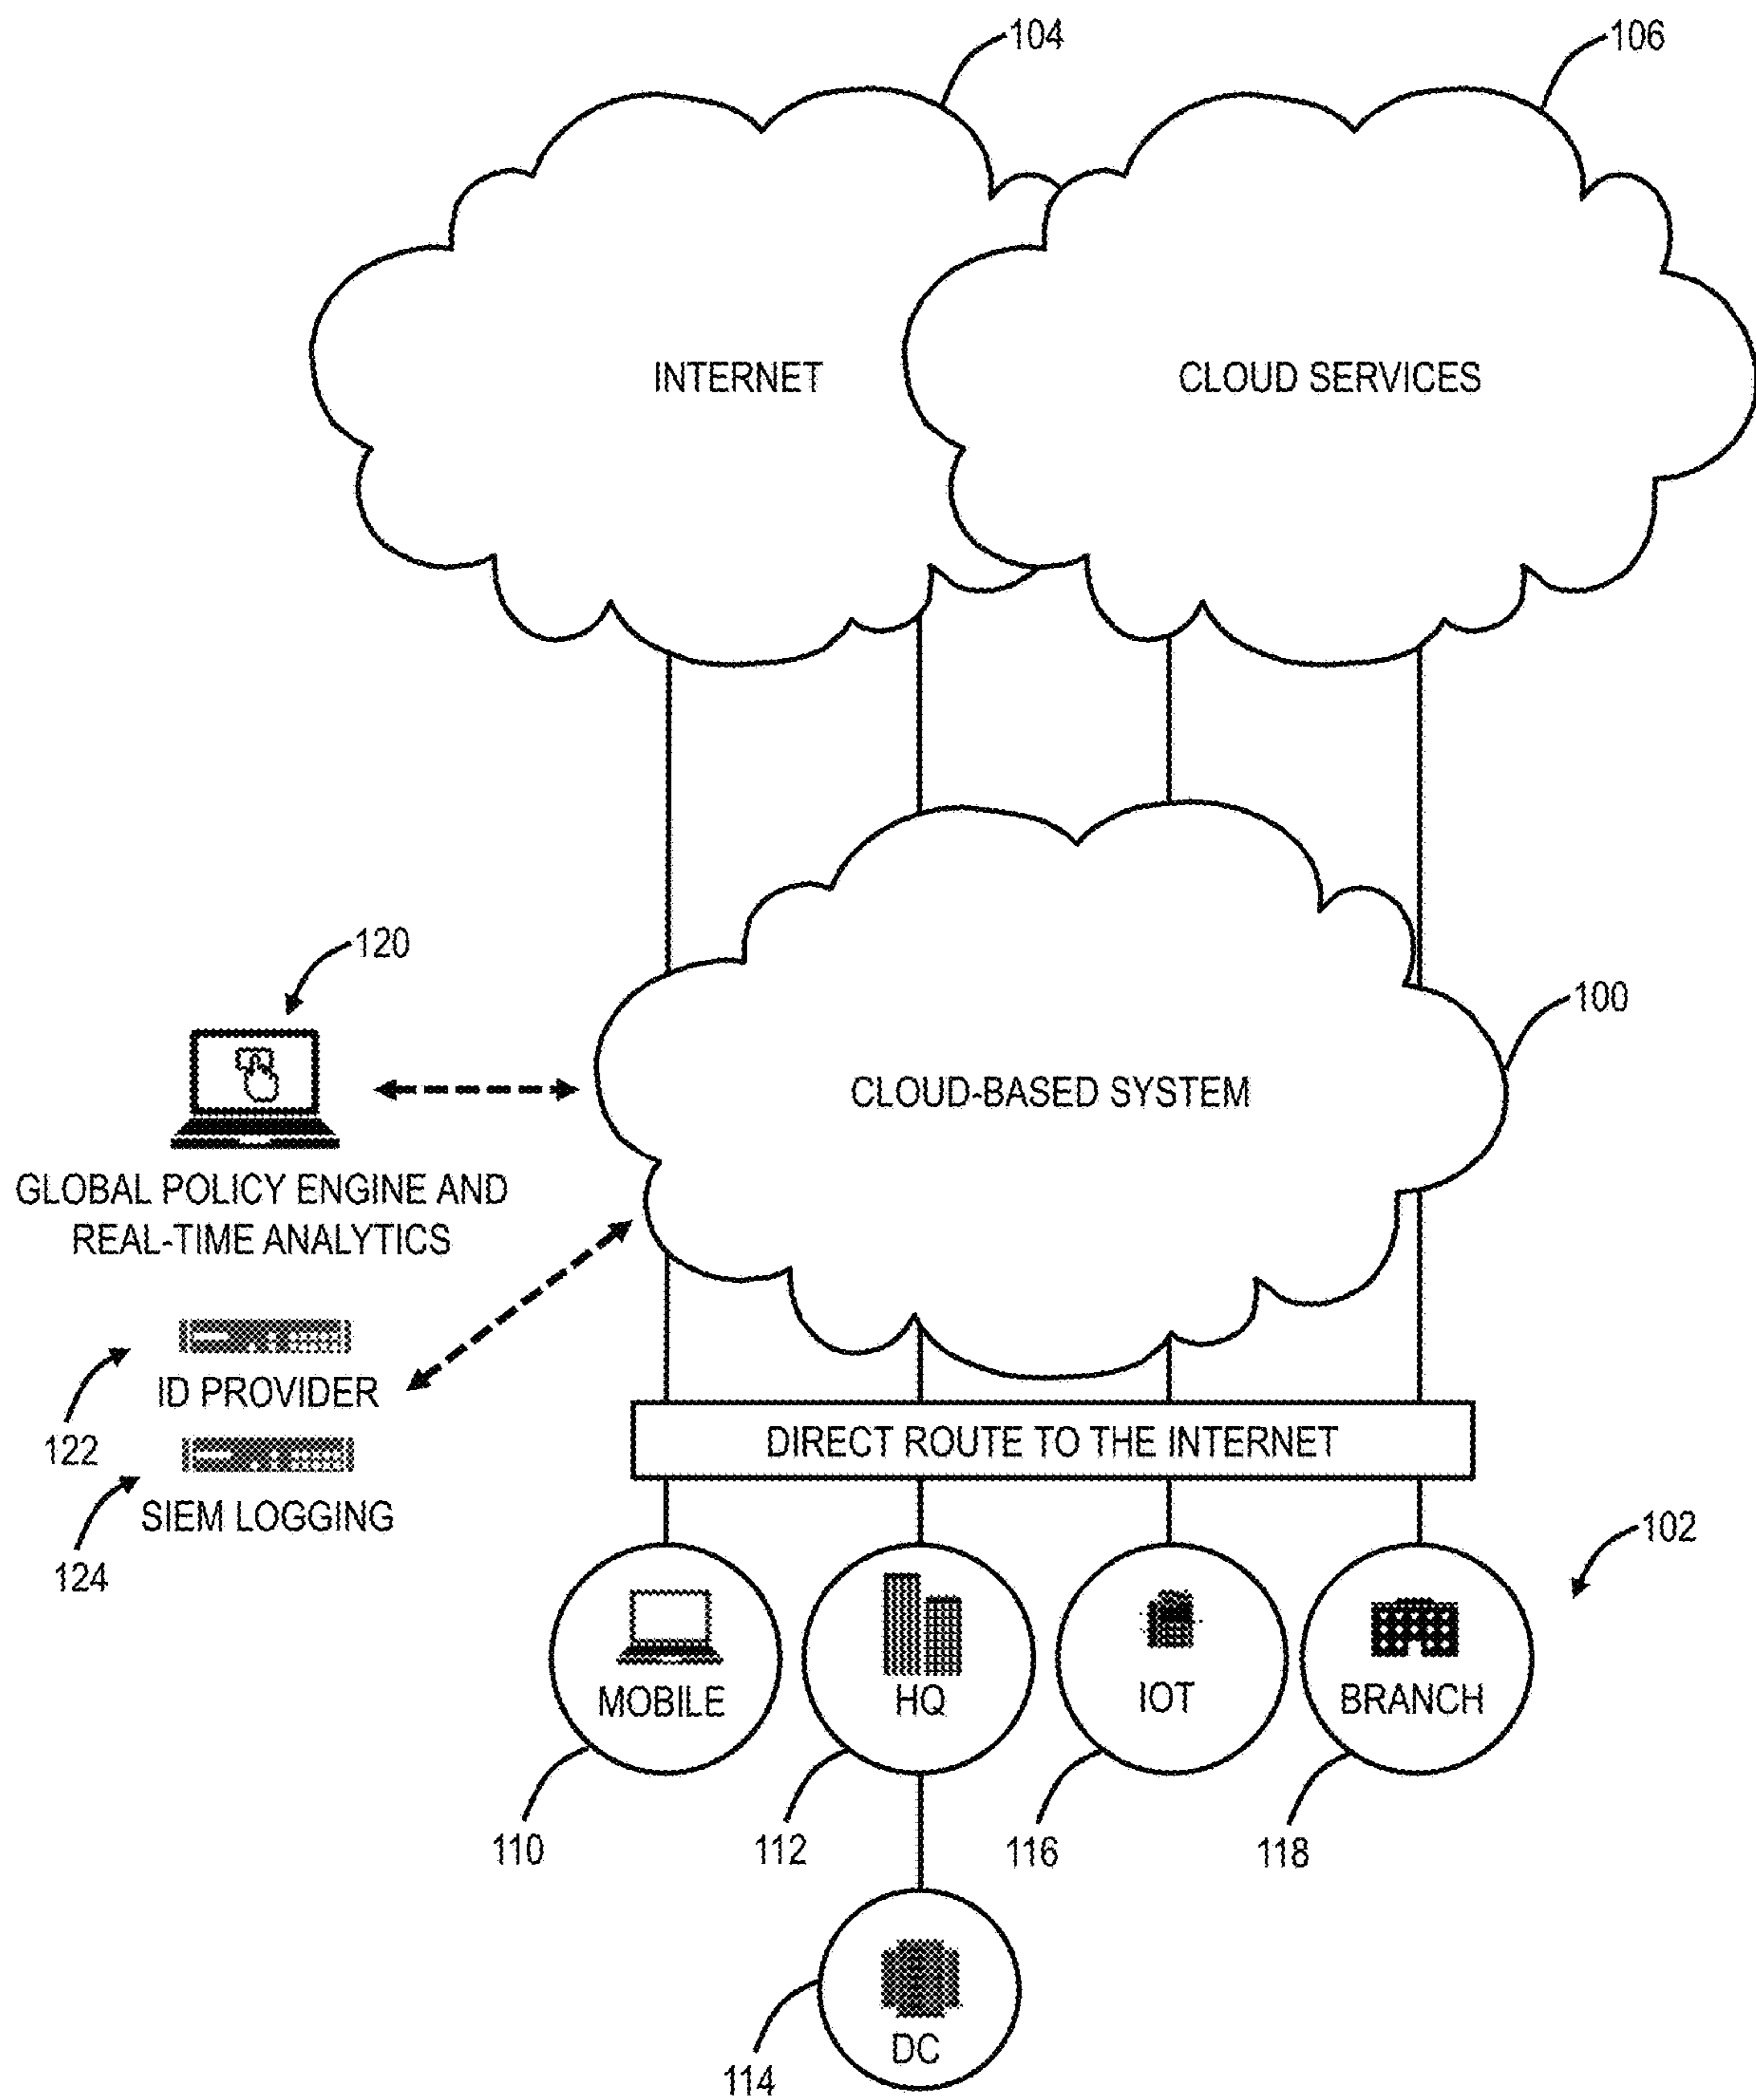 104
106
INTERNET
CLOUD SERVICES
120
100
CLOUD-BASED SYSTEM
GLOBAL POLICY ENGINE AND
REAL-TIME ANALYTICS
ID PROVIDER
122
DIRECT ROUTE TO THE INTERNET
SIEM LOGGING
124
102
MOBILE
HQ
IOT
BRANCH
110
112
116
118
DC
114